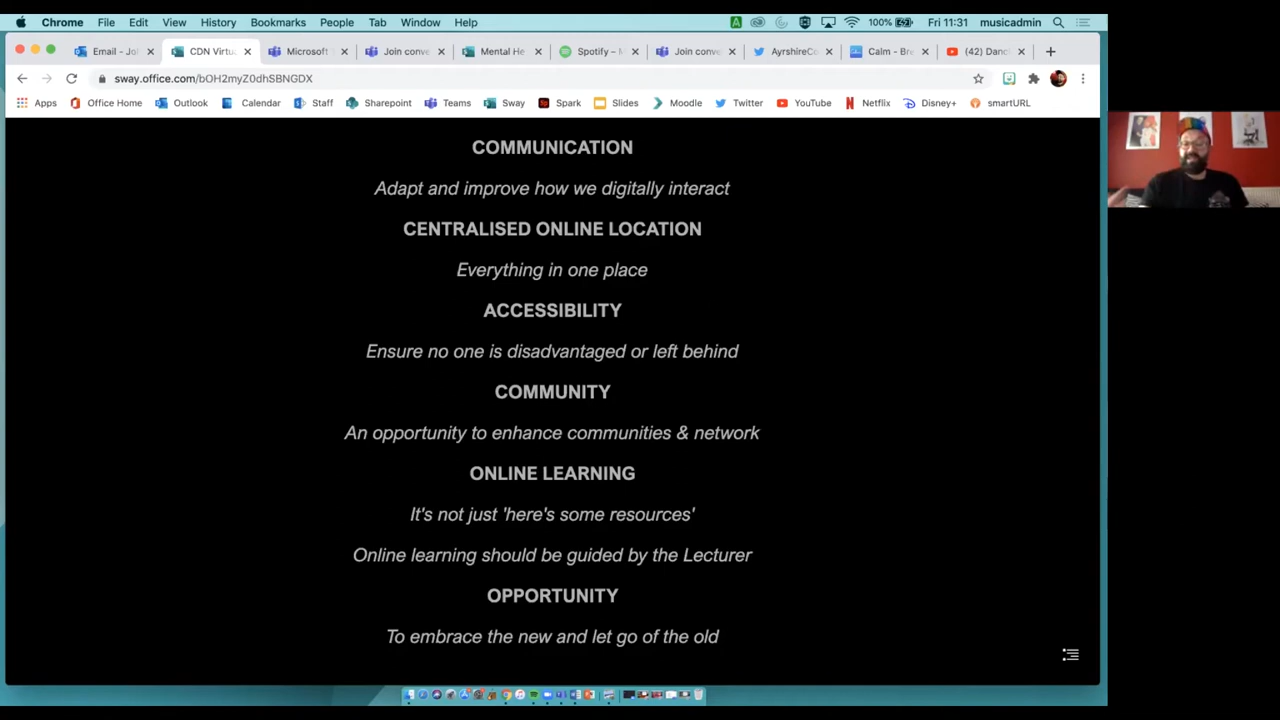 Chrome File Edit View History Bookmarks People Tab Window Help 100% Fri 11:31 musicadmin
Email - Jo CDN Virtu Microsoft Join conve Mental He Spotify – Join conve AyrshireCo Calm - Bre (42) Danc
sway.office.com/bOH2myZ0dhSBNGDX
Apps Office Home Outlook Calendar Staff Sharepoint Teams Sway Spark Slides Moodle Twitter YouTube Netflix Disney+ smartURL
COMMUNICATION
Adapt and improve how we digitally interact
CENTRALISED ONLINE LOCATION
Everything in one place
ACCESSIBILITY
Ensure no one is disadvantaged or left behind
COMMUNITY
An opportunity to enhance communities & network
ONLINE LEARNING
It's not just 'here's some resources'
Online learning should be guided by the Lecturer
OPPORTUNITY
To embrace the new and let go of the old